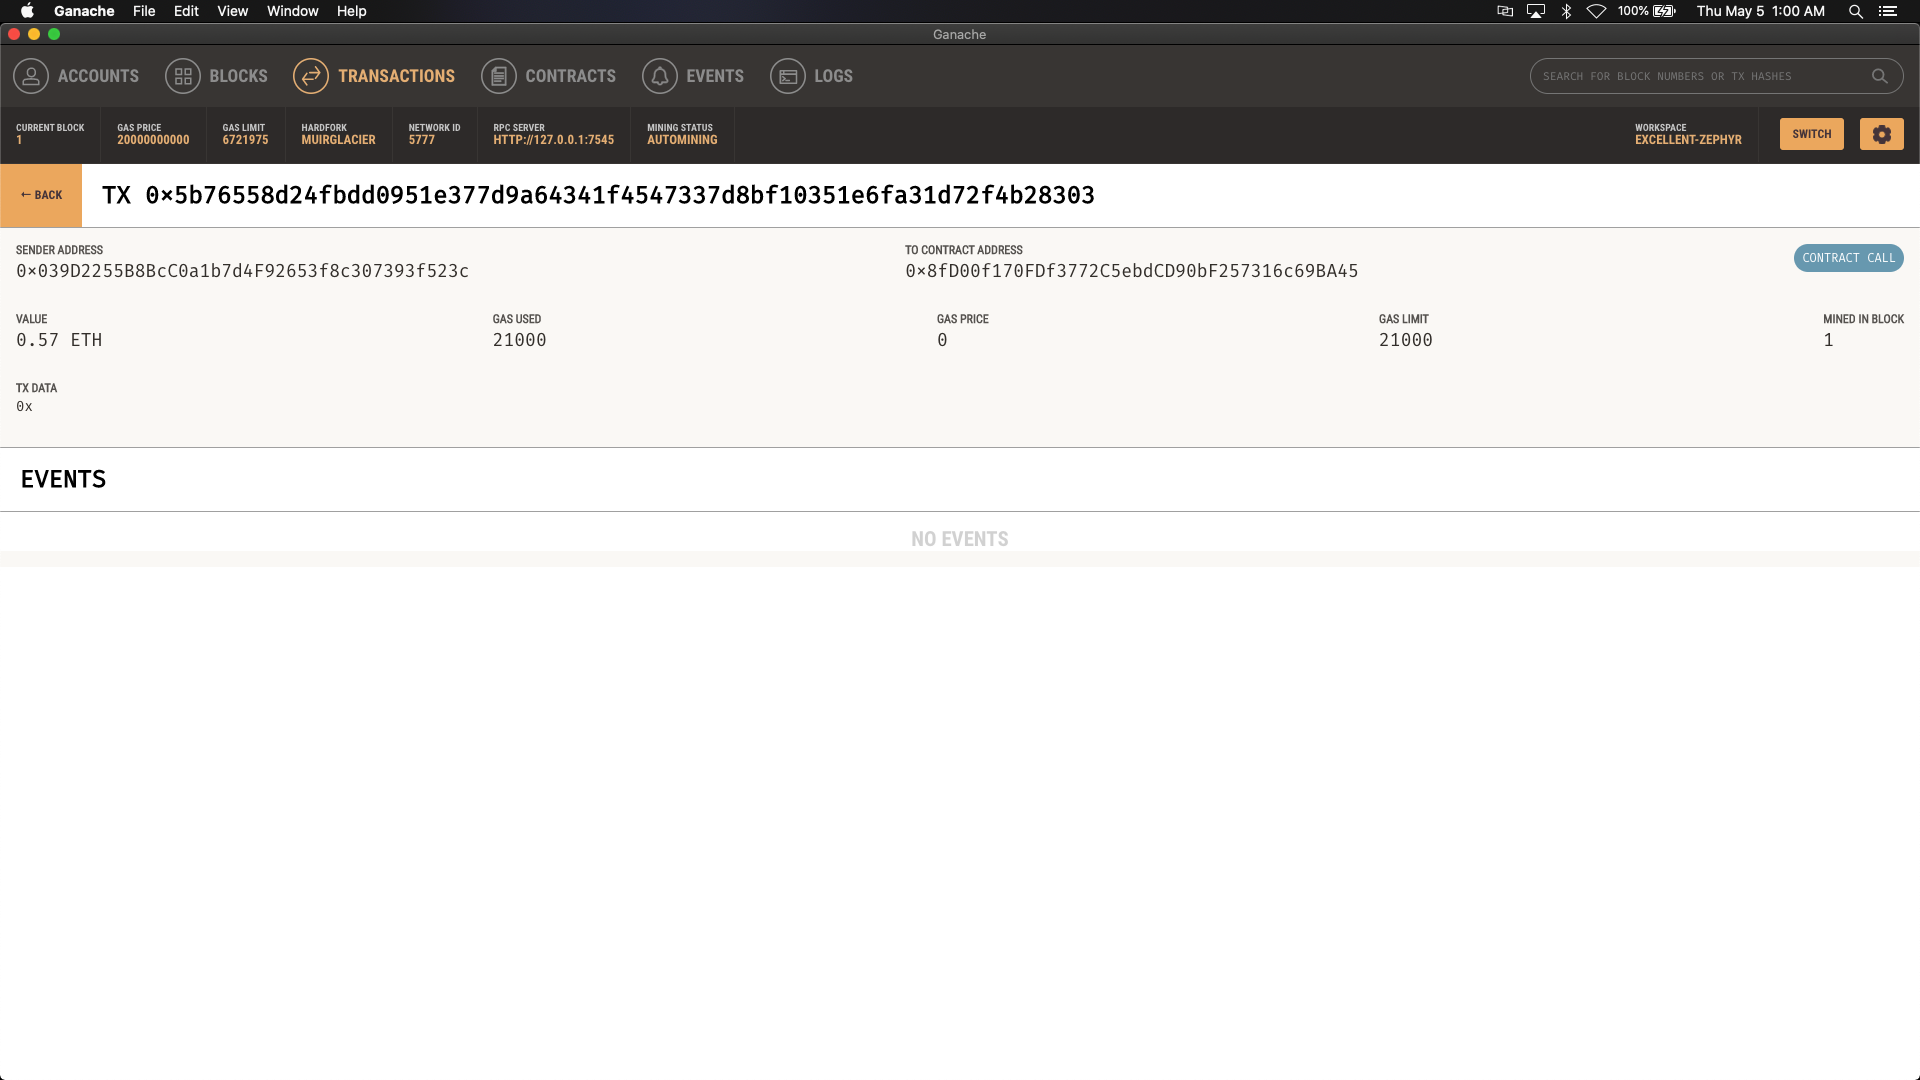 Ganache File Edit View Window Help 100% Thu May 5 1:00 AM
Ganache
ACCOUNTS BLOCKS TRANSACTIONS CONTRACTS EVENTS LOGS SEARCH FOR BLOCK NUMBERS OR TX HASHES
CURRENT BLOCK GAS PRICE GAS LIMIT HARDFORK NETWORK ID RPC SERVER MINING STATUS WORKSPACE
1 20000000000 6721975 MUIRGLACIER 5777 HTTP://127.0.0.1:7545 AUTOMINING EXCELLENT-ZEPHYR SWITCH
← BACK TX 0×5b76558d24fbdd0951e377d9a64341f4547337d8bf10351e6fa31d72f4b28303
SENDER ADDRESS TO CONTRACT ADDRESS
0×039D2255B8BcC0a1b7d4F92653f8c307393f523c 0×8fD00f170FDf3772C5ebdCD90bF257316c69BA45 CONTRACT CALL
VALUE GAS USED GAS PRICE GAS LIMIT MINED IN BLOCK
0.57 ETH 21000 0 21000 1
TX DATA
0x
EVENTS
NO EVENTS